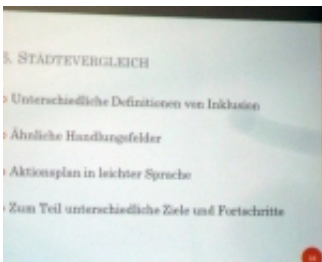 5. STÄDTEVERGLEICH
Unterschiedliche Definitionen von Inklusion
Ähnliche Handlungsfelder
Aktionsplan in leichter Sprache
Zum Teil unterschiedliche Ziele und Fortschritte